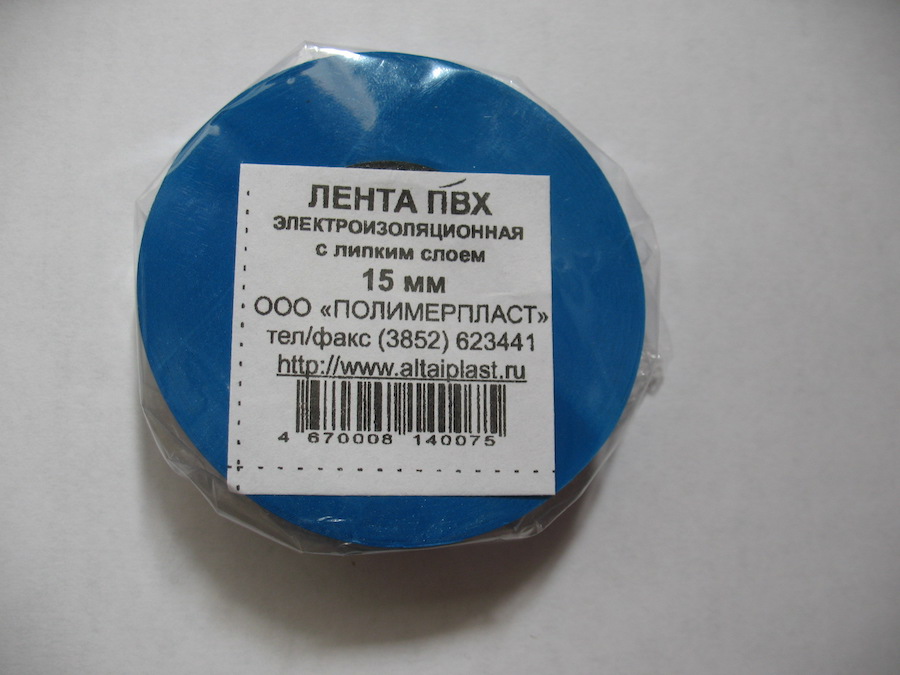 ЛЕНТА ПВХ
ЭЛЕКТРОИЗОЛЯЦИОННАЯ
с липким слоем
15 мм
ООО «ПОЛИМЕРПЛАСТ»
тел/факс (3852) 623441
http://www.altaiplast.ru
4 670008 140075